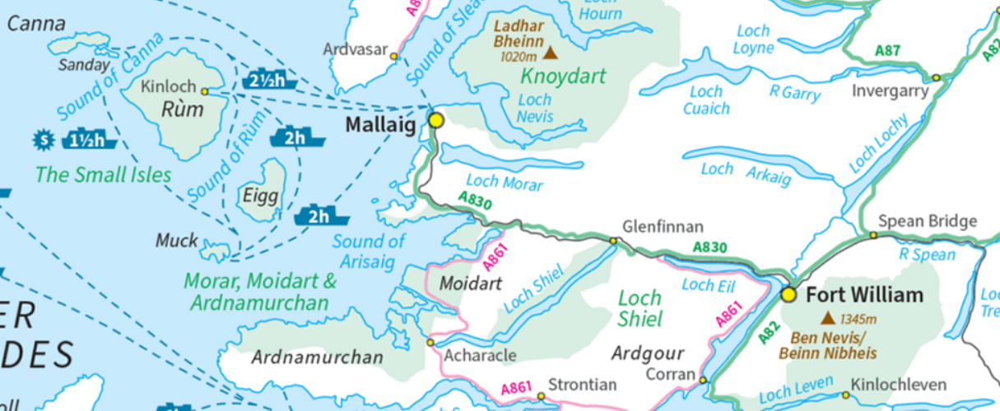 Canna
Sanday
Sound of Canna
Kinloch
Rùm
2½h
S
1½h
2h
The Small Isles
Sound of Rùm
Eigg
2h
Muck
Morar, Moidart &
Ardnamurchan
ER
DES
Ardvasar
Sound of Slea
Ladhar
Bheinn
1020m
Hourn
Knoydart
Loch
Nevis
Mallaig
Loch Morar
A830
Sound of
Arisaig
A861
Moidart
Loch Shiel
Ardnamurchan
Acharacle
A861
Strontian
Loch
Loyne
A87
A82
Loch
Cuaich
R Garry
Invergarry
Loch Lochy
Loch Arkaig
Glenfinnan
A830
Spean Bridge
R Spean
Loch Eil
Loch
Shiel
A861
A82
Fort William
1345m
Ben Nevis/
Beinn Nibheis
Ardgour
Corran
Loch Leven
Kinlochleven
Tre